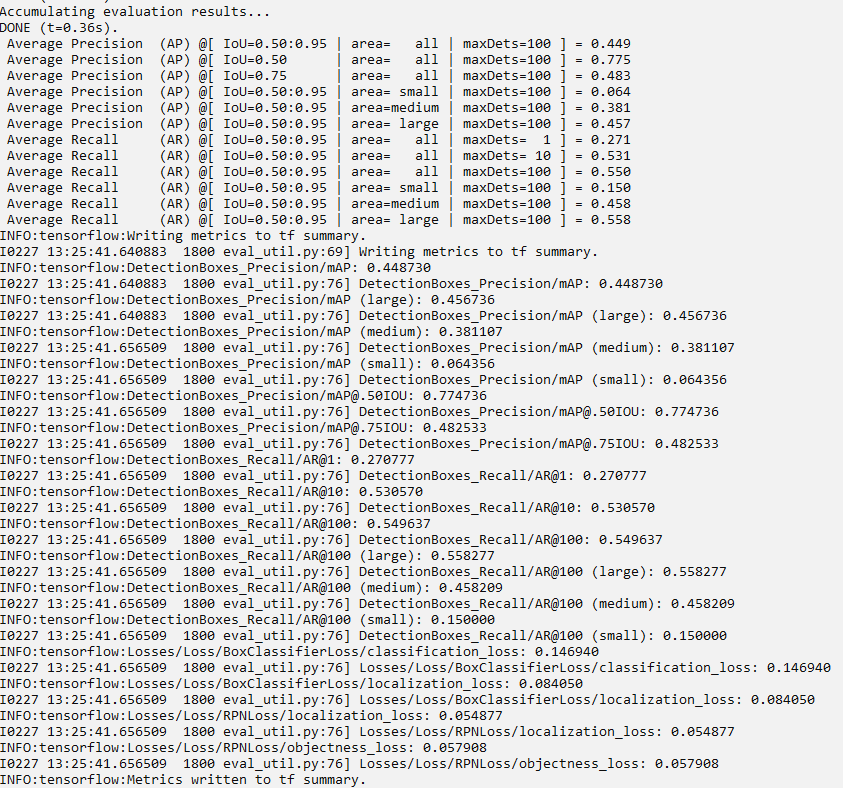 Accumulating evaluation results...
DONE (t=0.36s).
 Average Precision  (AP) @[ IoU=0.50:0.95 | area=   all | maxDets=100 ] = 0.449
 Average Precision  (AP) @[ IoU=0.50      | area=   all | maxDets=100 ] = 0.775
 Average Precision  (AP) @[ IoU=0.75      | area=   all | maxDets=100 ] = 0.483
 Average Precision  (AP) @[ IoU=0.50:0.95 | area= small | maxDets=100 ] = 0.064
 Average Precision  (AP) @[ IoU=0.50:0.95 | area=medium | maxDets=100 ] = 0.381
 Average Precision  (AP) @[ IoU=0.50:0.95 | area= large | maxDets=100 ] = 0.457
 Average Recall     (AR) @[ IoU=0.50:0.95 | area=   all | maxDets=  1 ] = 0.271
 Average Recall     (AR) @[ IoU=0.50:0.95 | area=   all | maxDets= 10 ] = 0.531
 Average Recall     (AR) @[ IoU=0.50:0.95 | area=   all | maxDets=100 ] = 0.550
 Average Recall     (AR) @[ IoU=0.50:0.95 | area= small | maxDets=100 ] = 0.150
 Average Recall     (AR) @[ IoU=0.50:0.95 | area=medium | maxDets=100 ] = 0.458
 Average Recall     (AR) @[ IoU=0.50:0.95 | area= large | maxDets=100 ] = 0.558
INFO:tensorflow:Writing metrics to tf summary.
I0227 13:25:41.640883  1800 eval_util.py:69] Writing metrics to tf summary.
INFO:tensorflow:DetectionBoxes_Precision/mAP: 0.448730
I0227 13:25:41.640883  1800 eval_util.py:76] DetectionBoxes_Precision/mAP: 0.448730
INFO:tensorflow:DetectionBoxes_Precision/mAP (large): 0.456736
I0227 13:25:41.640883  1800 eval_util.py:76] DetectionBoxes_Precision/mAP (large): 0.456736
INFO:tensorflow:DetectionBoxes_Precision/mAP (medium): 0.381107
I0227 13:25:41.656509  1800 eval_util.py:76] DetectionBoxes_Precision/mAP (medium): 0.381107
INFO:tensorflow:DetectionBoxes_Precision/mAP (small): 0.064356
I0227 13:25:41.656509  1800 eval_util.py:76] DetectionBoxes_Precision/mAP (small): 0.064356
INFO:tensorflow:DetectionBoxes_Precision/mAP@.50IOU: 0.774736
I0227 13:25:41.656509  1800 eval_util.py:76] DetectionBoxes_Precision/mAP@.50IOU: 0.774736
INFO:tensorflow:DetectionBoxes_Precision/mAP@.75IOU: 0.482533
I0227 13:25:41.656509  1800 eval_util.py:76] DetectionBoxes_Precision/mAP@.75IOU: 0.482533
INFO:tensorflow:DetectionBoxes_Recall/AR@1: 0.270777
I0227 13:25:41.656509  1800 eval_util.py:76] DetectionBoxes_Recall/AR@1: 0.270777
INFO:tensorflow:DetectionBoxes_Recall/AR@10: 0.530570
I0227 13:25:41.656509  1800 eval_util.py:76] DetectionBoxes_Recall/AR@10: 0.530570
INFO:tensorflow:DetectionBoxes_Recall/AR@100: 0.549637
I0227 13:25:41.656509  1800 eval_util.py:76] DetectionBoxes_Recall/AR@100: 0.549637
INFO:tensorflow:DetectionBoxes_Recall/AR@100 (large): 0.558277
I0227 13:25:41.656509  1800 eval_util.py:76] DetectionBoxes_Recall/AR@100 (large): 0.558277
INFO:tensorflow:DetectionBoxes_Recall/AR@100 (medium): 0.458209
I0227 13:25:41.656509  1800 eval_util.py:76] DetectionBoxes_Recall/AR@100 (medium): 0.458209
INFO:tensorflow:DetectionBoxes_Recall/AR@100 (small): 0.150000
I0227 13:25:41.656509  1800 eval_util.py:76] DetectionBoxes_Recall/AR@100 (small): 0.150000
INFO:tensorflow:Losses/Loss/BoxClassifierLoss/classification_loss: 0.146940
I0227 13:25:41.656509  1800 eval_util.py:76] Losses/Loss/BoxClassifierLoss/classification_loss: 0.146940
INFO:tensorflow:Losses/Loss/BoxClassifierLoss/localization_loss: 0.084050
I0227 13:25:41.656509  1800 eval_util.py:76] Losses/Loss/BoxClassifierLoss/localization_loss: 0.084050
INFO:tensorflow:Losses/Loss/RPNLoss/localization_loss: 0.054877
I0227 13:25:41.656509  1800 eval_util.py:76] Losses/Loss/RPNLoss/localization_loss: 0.054877
INFO:tensorflow:Losses/Loss/RPNLoss/objectness_loss: 0.057908
I0227 13:25:41.656509  1800 eval_util.py:76] Losses/Loss/RPNLoss/objectness_loss: 0.057908
INFO:tensorflow:Metrics written to tf summary.